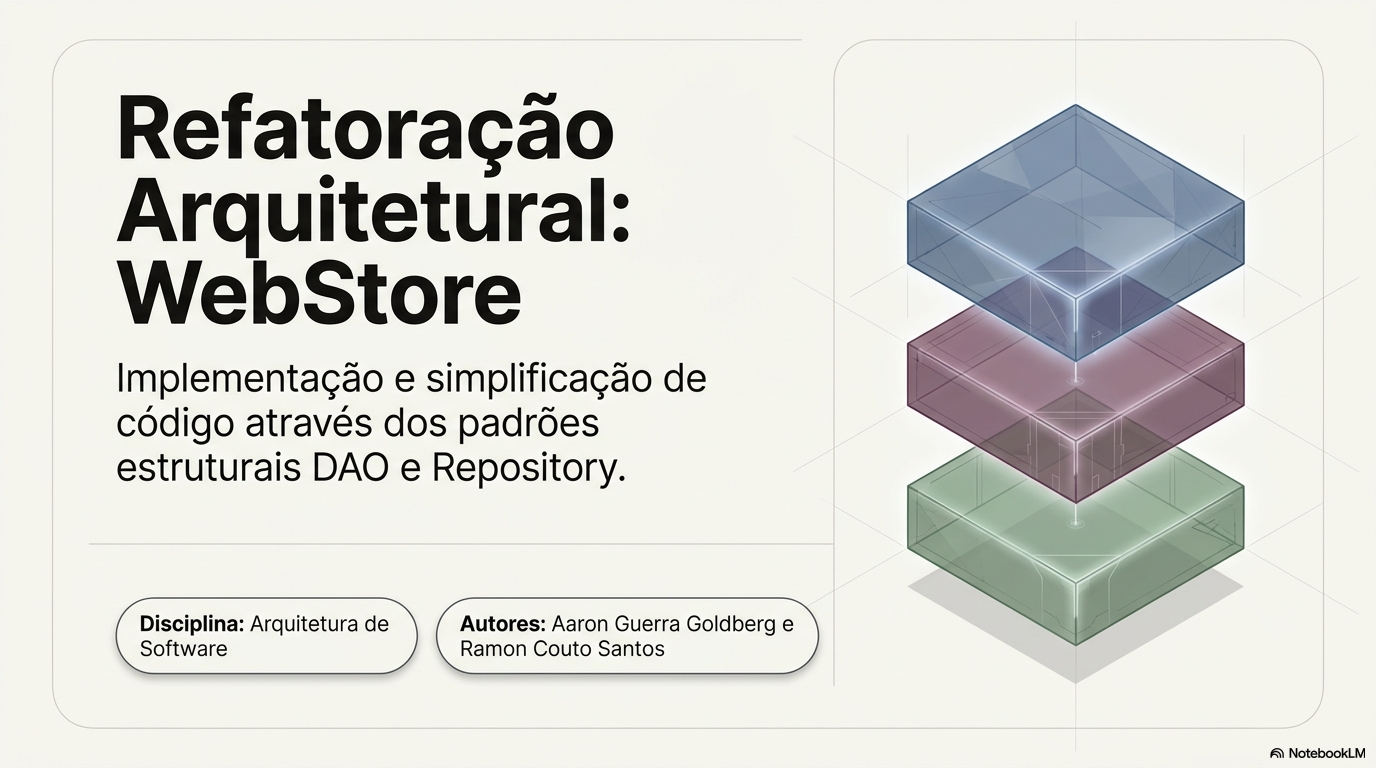 Refatoração
Arquitetural:
WebStore
Implementação e simplificação de
código através dos padrões
estruturais DAO e Repository.
Disciplina: Arquitetura de
Software
Autores: Aaron Guerra Goldberg e
Ramon Couto Santos
NotebookLM